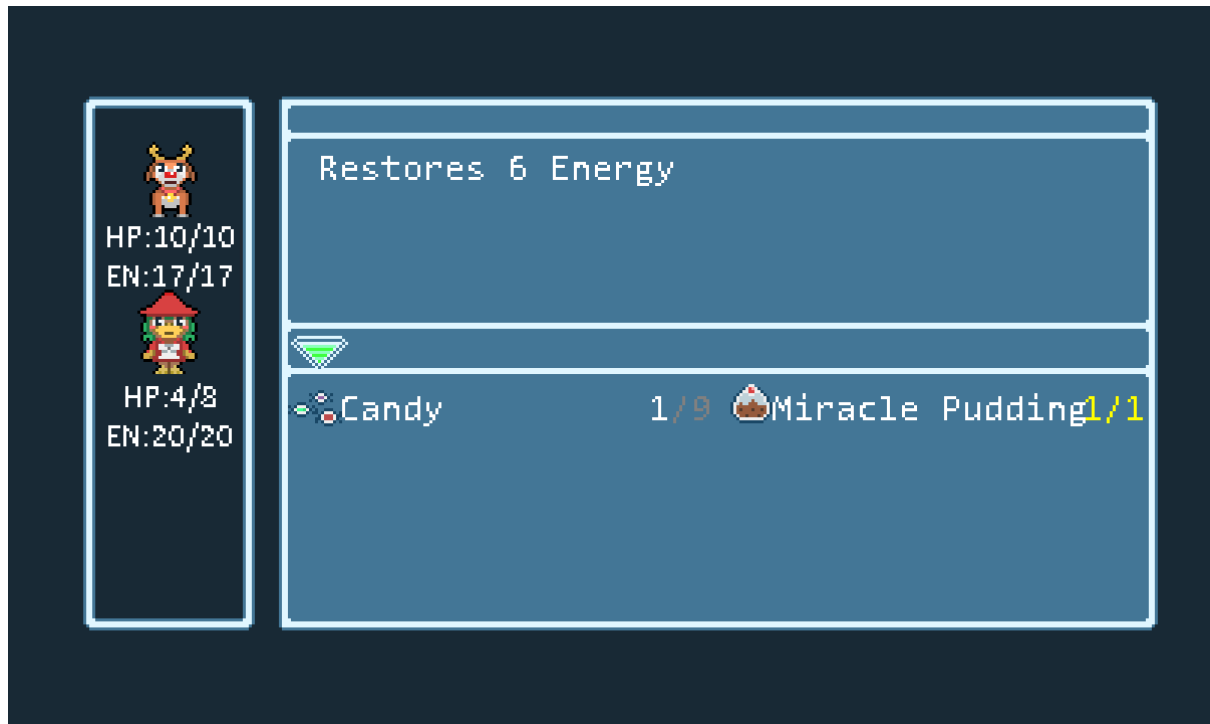 HP:10/10
EN:17/17
HP:4/8
EN:20/20
Restores 6 Energy
Candy 1/9 Miracle Pudding 1/1